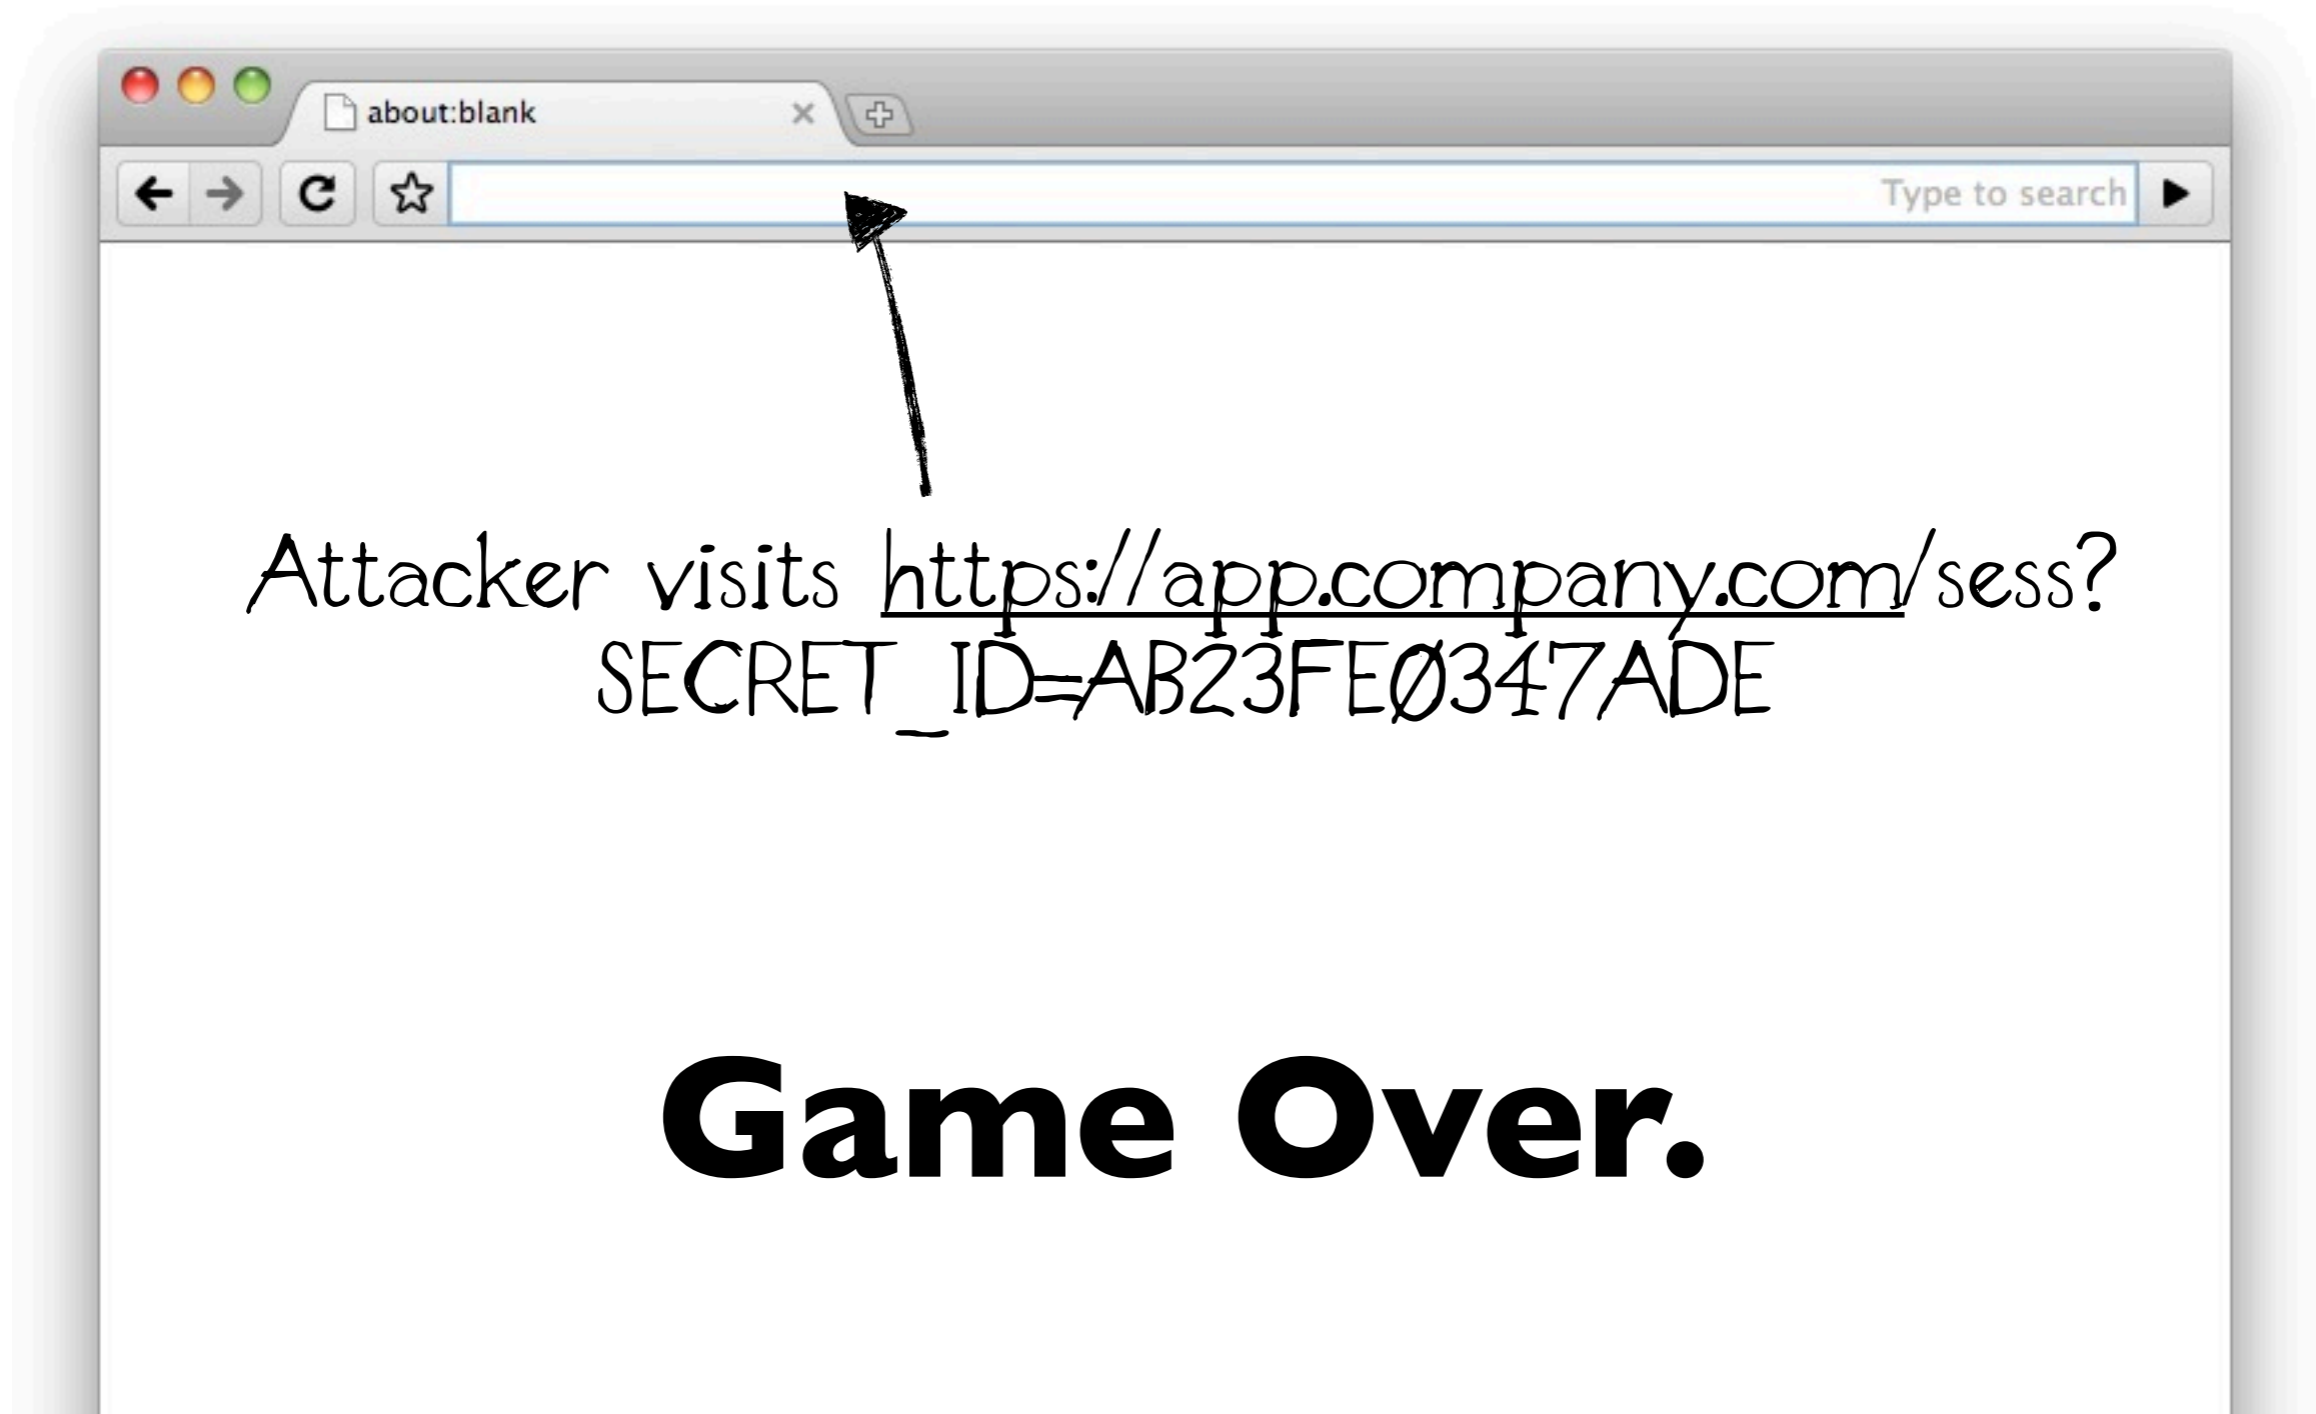 about:blank
Type to search
Attacker visits https://app.company.com/sess?
SECRET_ID=AB23FE0347ADE
Game Over.